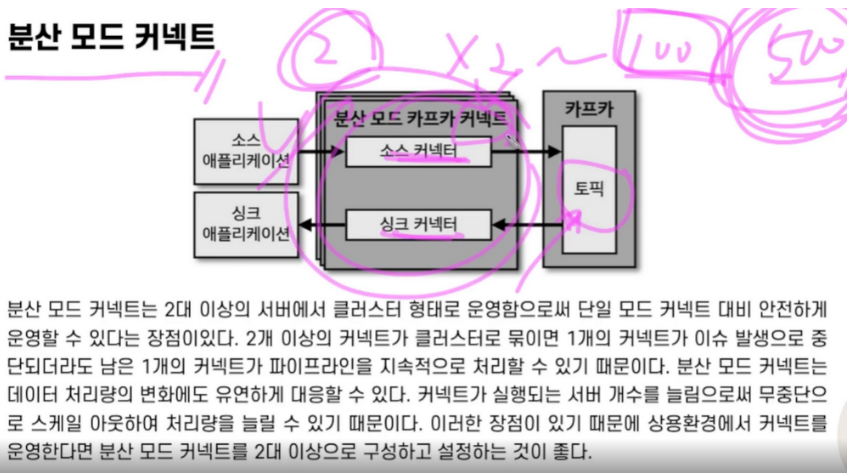 분산 모드 커넥트
2 X2 ~ 100 500
분산 모드 카프카 커넥트
카프카
소스
애플리케이션
소스 커넥터
토픽
싱크
애플리케이션
싱크 커넥터
분산 모드 커넥트는 2대 이상의 서버에서 클러스터 형태로 운영함으로써 단일 모드 커넥트 대비 안전하게
운영할 수 있다는 장점이있다. 2개 이상의 커넥트가 클러스터로 묶이면 1개의 커넥트가 이슈 발생으로 중
단되더라도 남은 1개의 커넥트가 파이프라인을 지속적으로 처리할 수 있기 때문이다. 분산 모드 커넥트는
데이터 처리량의 변화에도 유연하게 대응할 수 있다. 커넥트가 실행되는 서버 개수를 늘림으로써 무중단으
로 스케일 아웃하여 처리량을 늘릴 수 있기 때문이다. 이러한 장점이 있기 때문에 상용환경에서 커넥트를
운영한다면 분산 모드 커넥트를 2대 이상으로 구성하고 설정하는 것이 좋다.